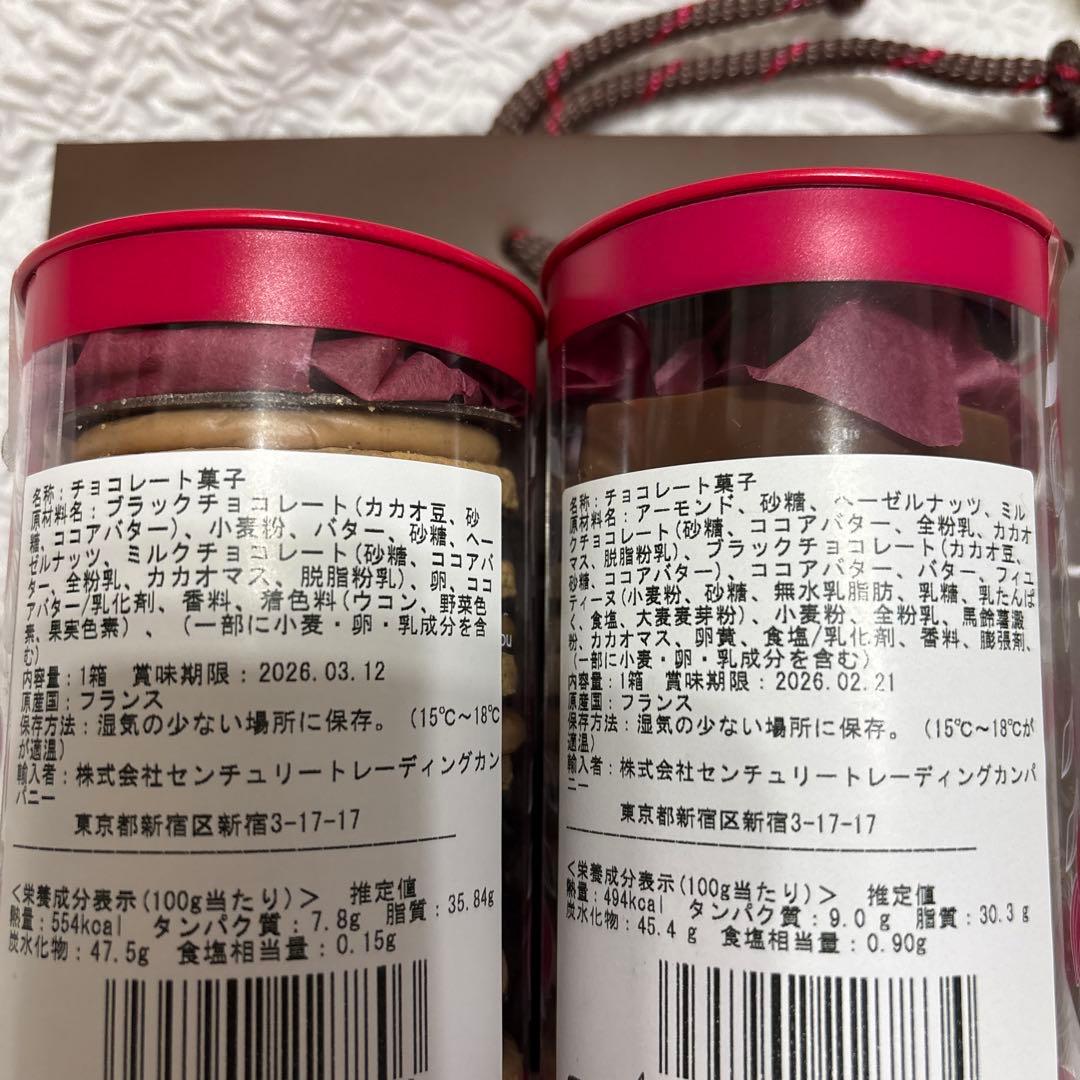 名称：チョコレート菓子
原材料名：ブラックチョコレート(カカオ豆、砂
糖、ココアバター)、小麦粉、バター、砂糖、ヘー
ゼルナッツ、ミルクチョコレート(砂糖、ココアバ
ター、全粉乳、カカオマス、脱脂粉乳)、卵、ココ
アバター/乳化剤、香料、着色料(ウコン、野菜色
素、果実色素)、(一部に小麦・卵・乳成分を含
む)
内容量：1箱 賞味期限：2026.03.12
原産国：フランス
保存方法：湿気の少ない場所に保存。(15℃～18℃
が適温)
輸入者：株式会社センチュリートレーディングカン
パニー
東京都新宿区新宿3-17-17
<栄養成分表示(100g当たり)> 推定値
熱量：554kcal タンパク質：7.8g 脂質：35.84g
炭水化物：47.5g 食塩相当量：0.15g
ou
名称：チョコレート菓子
原材料名：アーモンド、砂糖、ヘーゼルナッツ、ミル
クチョコレート(砂糖、ココアバター、全粉乳、カカオ
マス、脱脂粉乳)、ブラックチョコレート(カカオ豆、
砂糖、ココアバター)、ココアバター、バター、フィユ
ティーヌ(小麦粉、砂糖、無水乳脂肪、乳糖、乳たんぱ
く、食塩、大麦麦芽粉)、小麦粉、全粉乳、馬鈴薯澱
粉、カカオマス、卵黄、食塩/乳化剤、香料、膨張剤、
(一部に小麦・卵・乳成分を含む)
内容量：1箱 賞味期限：2026.02.21
原産国：フランス
保存方法：湿気の少ない場所に保存。(15℃～18℃が
適温)
輸入者：株式会社センチュリートレーディングカンパ
ニー
東京都新宿区新宿3-17-17
<栄養成分表示(100g当たり)> 推定値
熱量：494kcal タンパク質：9.0 g 脂質：30.3 g
炭水化物：45.4 g 食塩相当量：0.90g